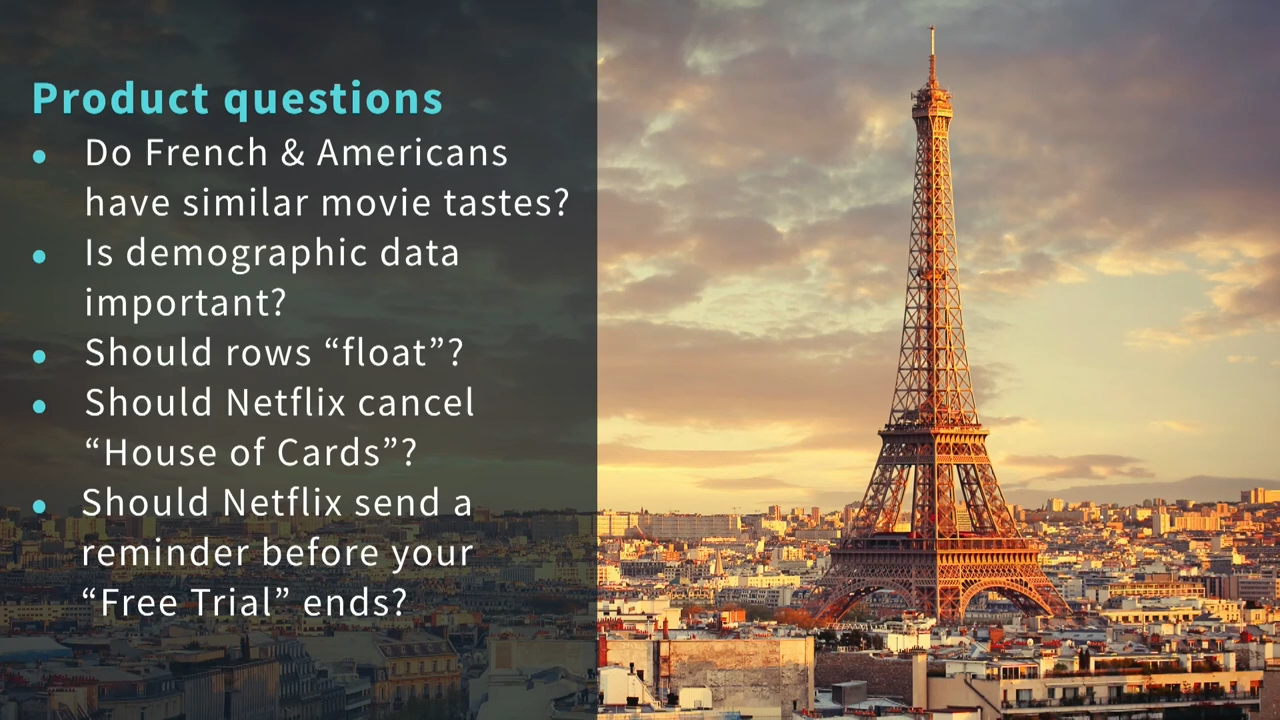 Product questions
• Do French & Americans
have similar movie tastes?
• Is demographic data
important?
• Should rows “float”?
• Should Netflix cancel
“House of Cards”?
• Should Netflix send a
reminder before your
“Free Trial” ends?